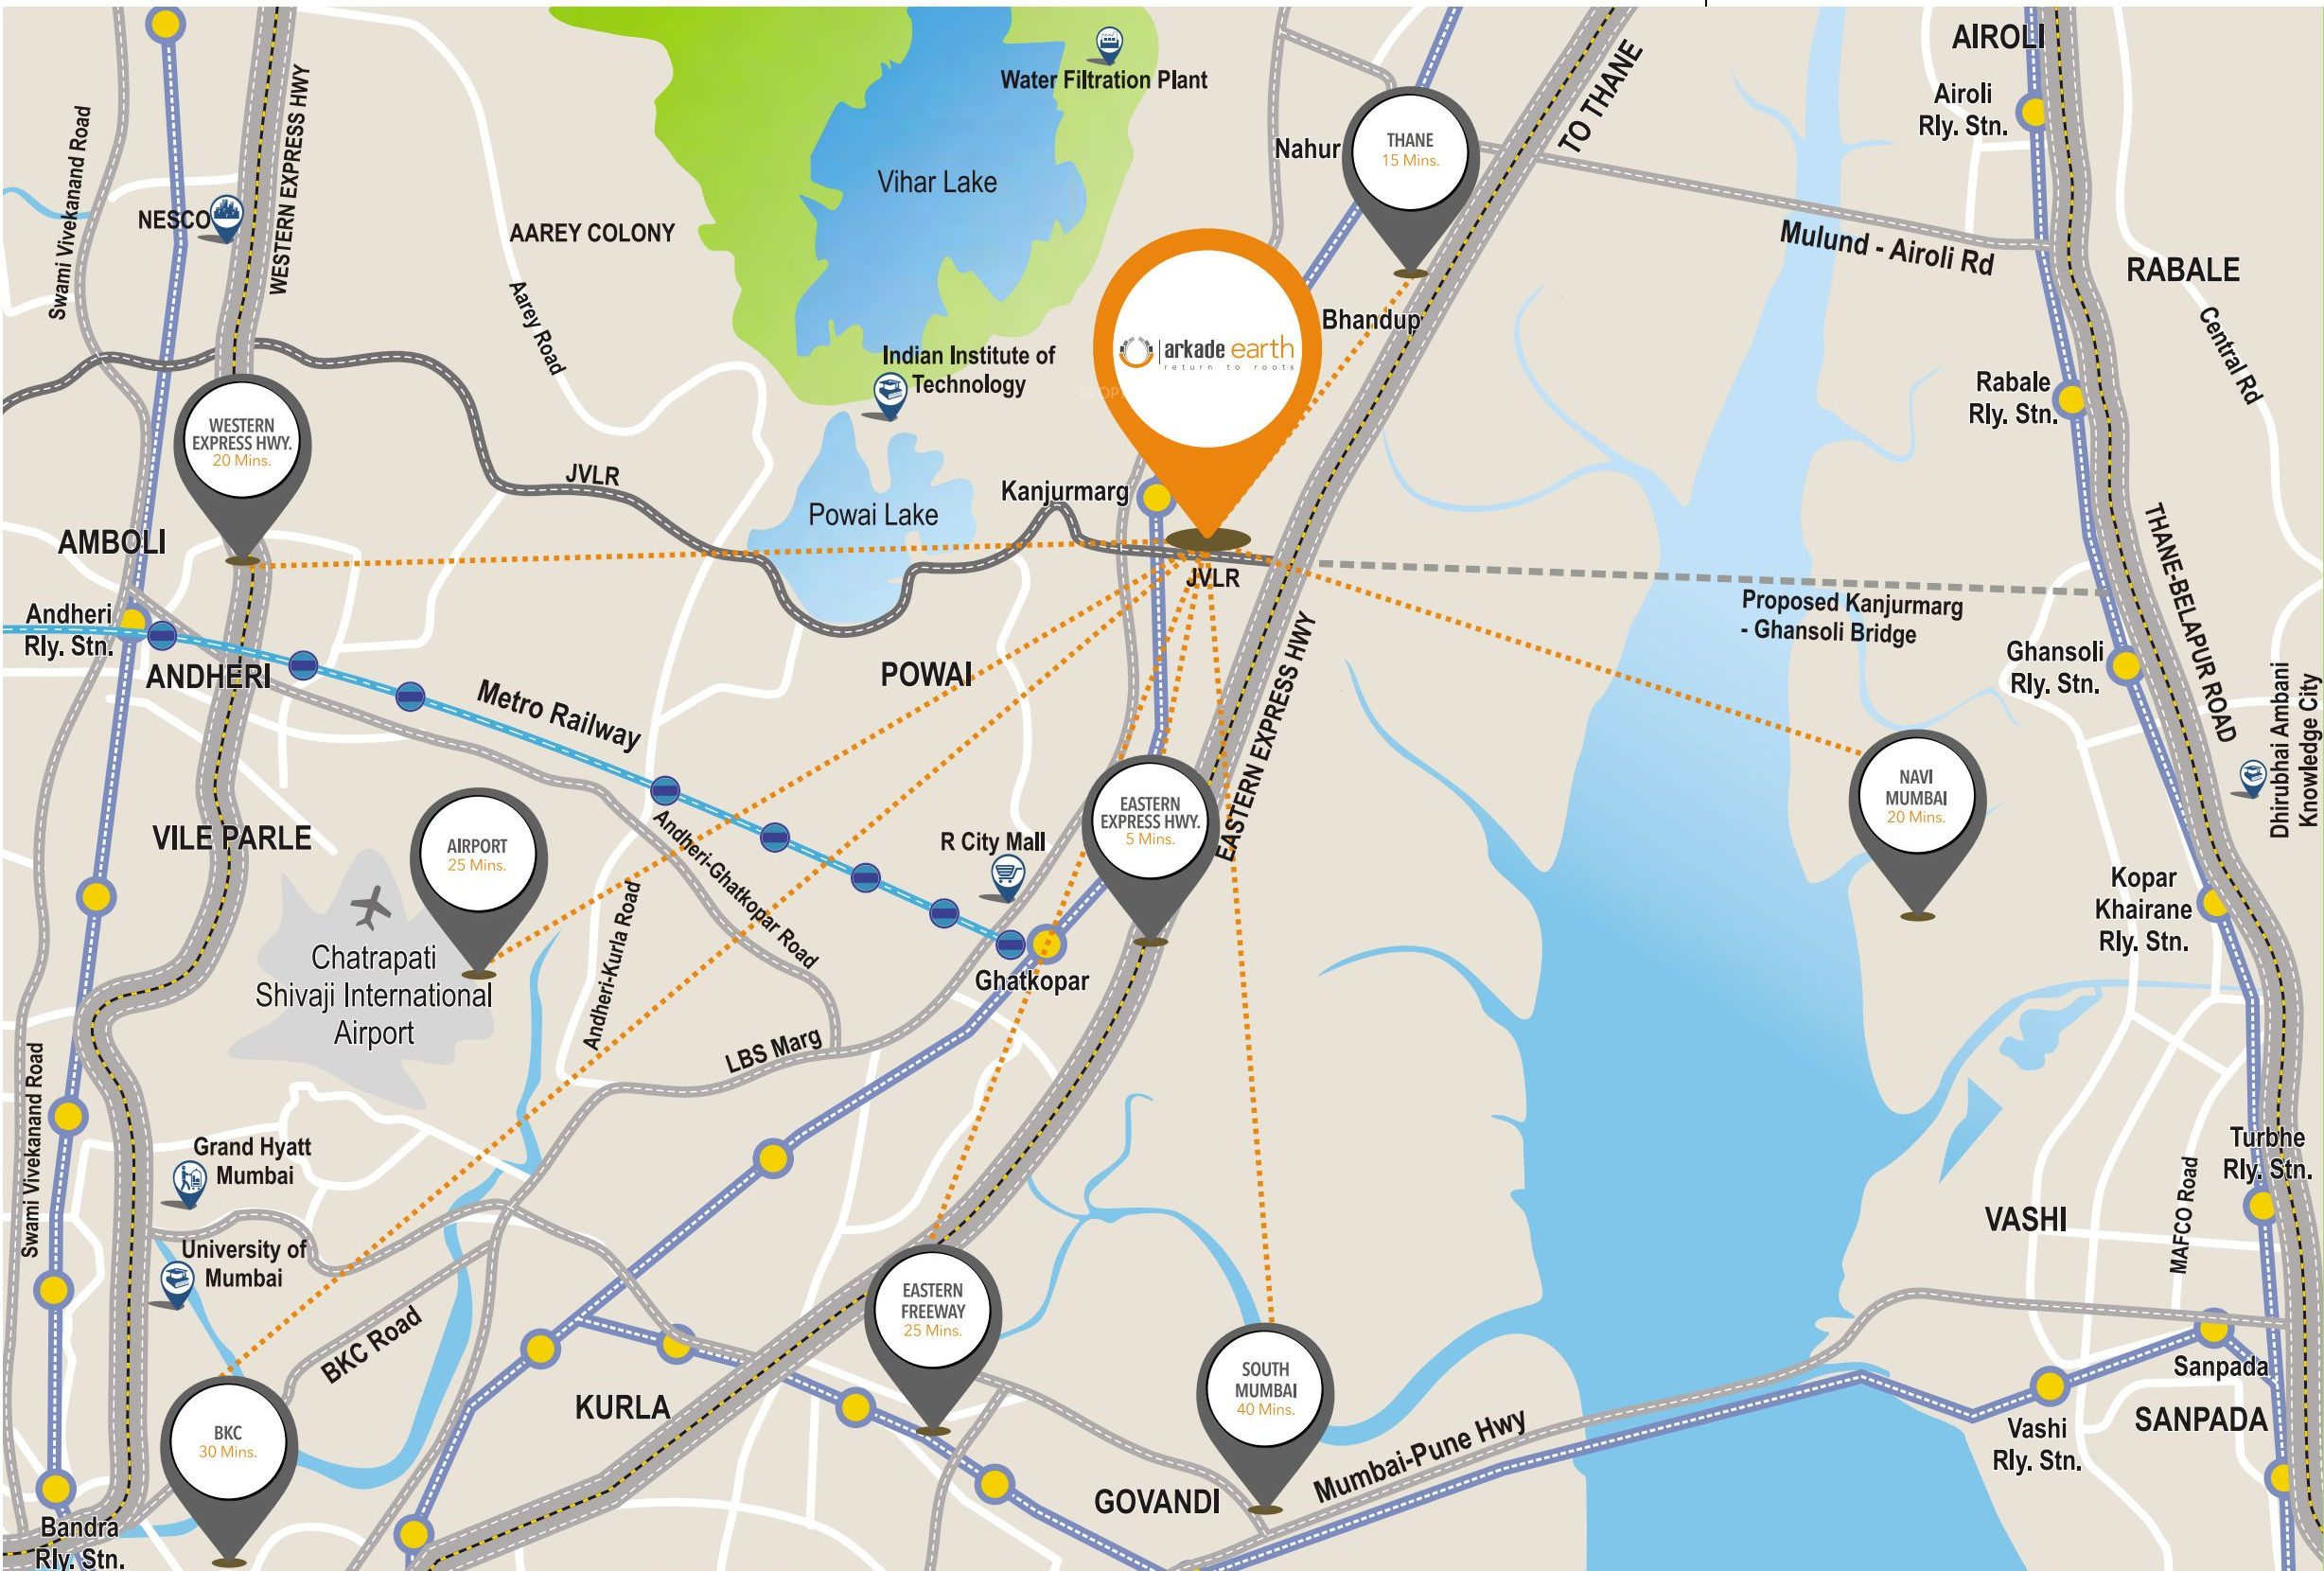 AIROLI
Airoli
Rly. Stn.
Water Filtration Plant
TO THANE
WESTERN EXPRESS HWY
Swami Vivekanand Road
Nahur
THANE
15 Mins.
Vihar Lake
NESCO
AAREY COLONY
Mulund - Airoli Rd
RABALE
Aarey Road
Bhandup
Central Rd
arkade earth
return to roots
Indian Institute of
Technology
PROP
Rabale
Rly. Stn.
WESTERN
EXPRESS HWY.
20 Mins.
JVLR
Kanjurmarg
Powai Lake
AMBOLI
JVLR
THANE-BELAPUR ROAD
Proposed Kanjurmarg
- Ghansoli Bridge
Andheri
Rly. Stn.
ANDHERI
POWAI
EASTERN EXPRESS HWY
Ghansoli
Rly. Stn.
Dhirubhai Ambani
Knowledge City
Metro Railway
NAVI
MUMBAI
20 Mins.
EASTERN
EXPRESS HWY.
5 Mins.
VILE PARLE
AIRPORT
25 Mins.
R City Mall
Andheri-Ghatkopar Road
Andheri-Kurla Road
Kopar
Khairane
Rly. Stn.
Chatrapati
Shivaji International
Airport
Ghatkopar
LBS Marg
Swami Vivekanand Road
Grand Hyatt
Mumbai
Turbhe
Rly. Stn.
MAFCO Road
VASHI
University of
Mumbai
BKC Road
EASTERN
FREEWAY
25 Mins.
SOUTH
MUMBAI
40 Mins.
KURLA
Sanpada
SANPADA
Vashi
Rly. Stn.
BKC
30 Mins.
Mumbai-Pune Hwy
GOVANDI
Bandra
Rly. Stn.